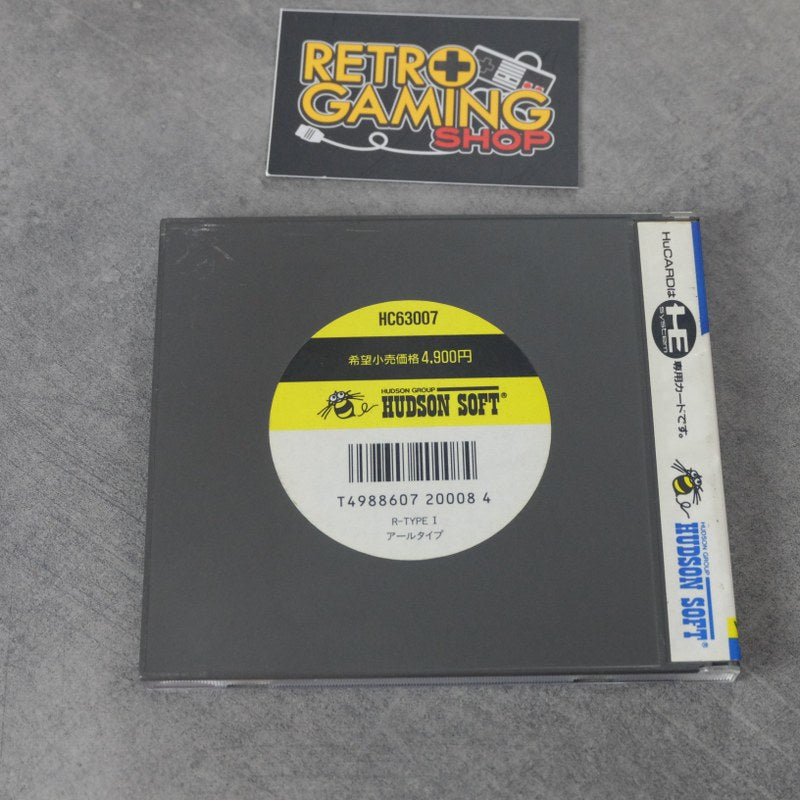 RETRO
GAMING
SHOP
HC63007
希望小売価格 4,900円
HUDSON GROUP
HUDSON SOFT®
T4988607 20008 4
R-TYPE I
アールタイプ
HuCARDは
HE
system
専用カードです。
HUDSON GROUP
HUDSON SOFT®